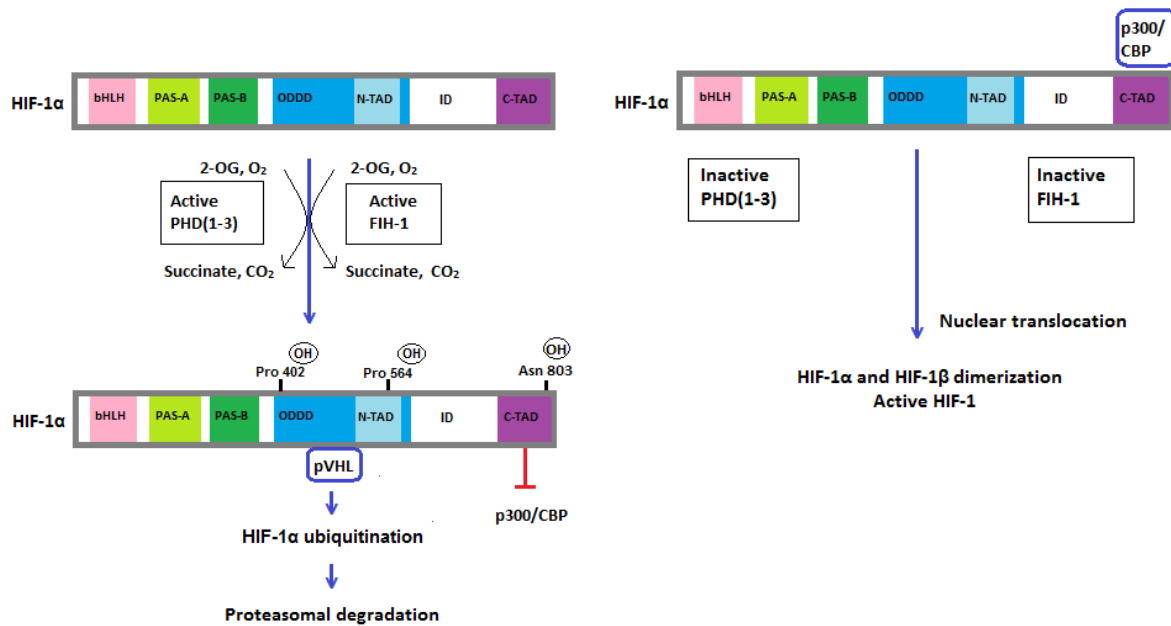 HIF-1α
bHLH PAS-A PAS-B ODDD N-TAD ID C-TAD
2-OG, O₂ 2-OG, O₂
Active
PHD(1-3)
Active
FIH-1
Succinate, CO₂ Succinate, CO₂
OH OH OH
Pro 402 Pro 564 Asn 803
HIF-1α
bHLH PAS-A PAS-B ODDD N-TAD ID C-TAD
pVHL
p300/CBP
HIF-1α ubiquitination
Proteasomal degradation
p300/
CBP
HIF-1α
bHLH PAS-A PAS-B ODDD N-TAD ID C-TAD
Inactive
PHD(1-3)
Inactive
FIH-1
Nuclear translocation
HIF-1α and HIF-1β dimerization
Active HIF-1